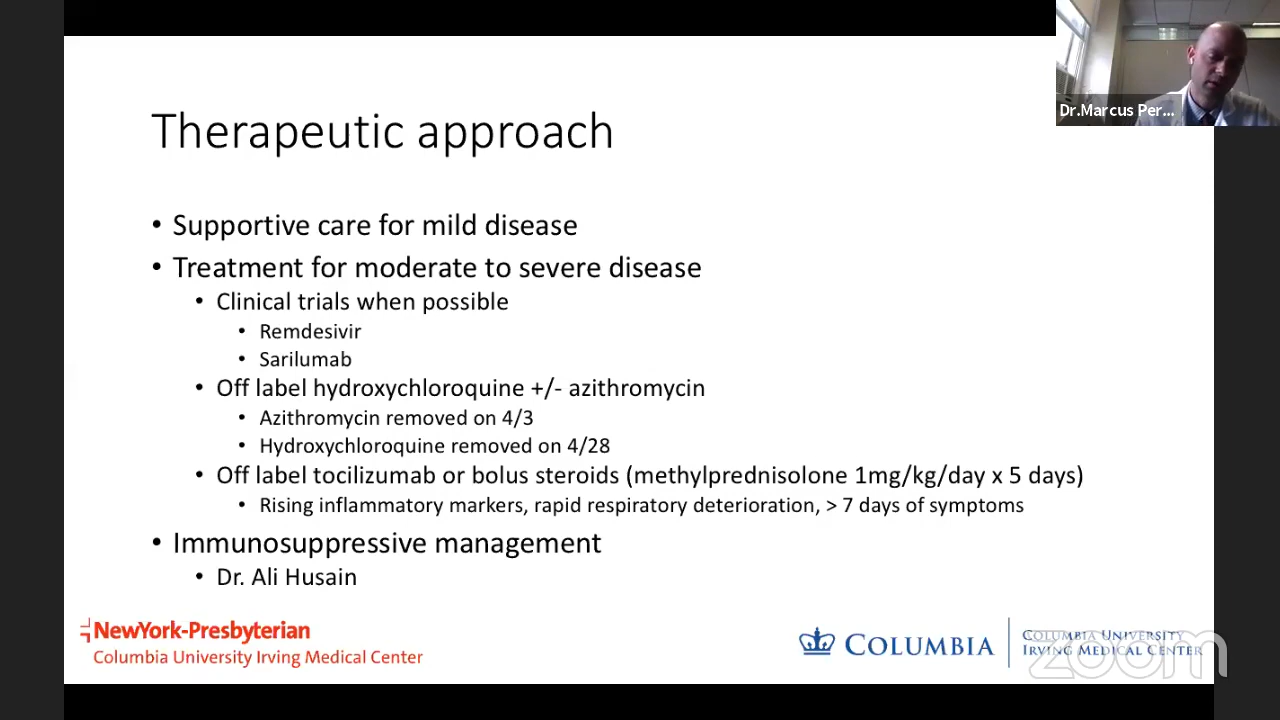 Dr.Marcus Per...
Therapeutic approach
• Supportive care for mild disease
• Treatment for moderate to severe disease
• Clinical trials when possible
• Remdesivir
• Sarilumab
• Off label hydroxychloroquine +/- azithromycin
• Azithromycin removed on 4/3
• Hydroxychloroquine removed on 4/28
• Off label tocilizumab or bolus steroids (methylprednisolone 1mg/kg/day x 5 days)
• Rising inflammatory markers, rapid respiratory deterioration, > 7 days of symptoms
• Immunosuppressive management
• Dr. Ali Husain
NewYork-Presbyterian
Columbia University Irving Medical Center
COLUMBIA
COLUMBIA UNIVERSITY
IRVING MEDICAL CENTER
zoom